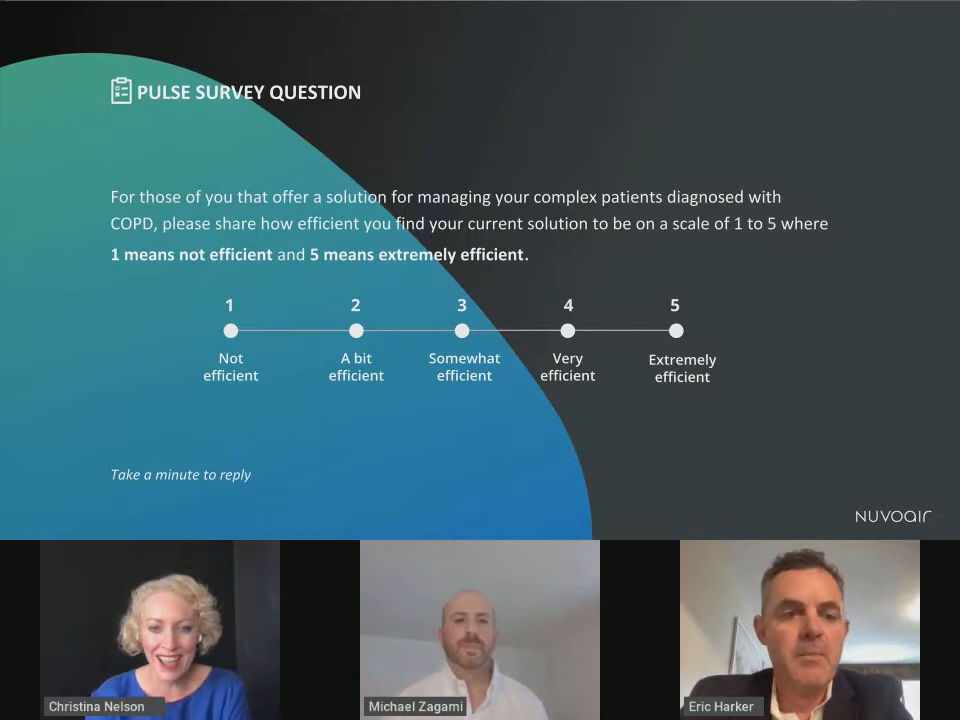 PULSE SURVEY QUESTION
For those of you that offer a solution for managing your complex patients diagnosed with
COPD, please share how efficient you find your current solution to be on a scale of 1 to 5 where
1 means not efficient and 5 means extremely efficient.
1 2 3 4 5
Not A bit Somewhat Very Extremely
efficient efficient efficient efficient efficient
Take a minute to reply
NUVOAIR
Christina Nelson Michael Zagami Eric Harker